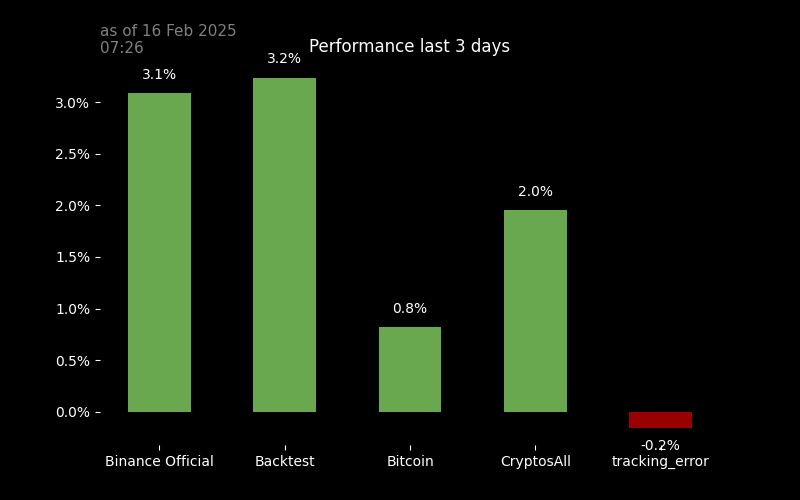 as of 16 Feb 2025
07:26
Performance last 3 days
3.1%
3.2%
0.8%
2.0%
-0.2%
3.0%
2.5%
2.0%
1.5%
1.0%
0.5%
0.0%
Binance Official
Backtest
Bitcoin
CryptosAll
tracking_error